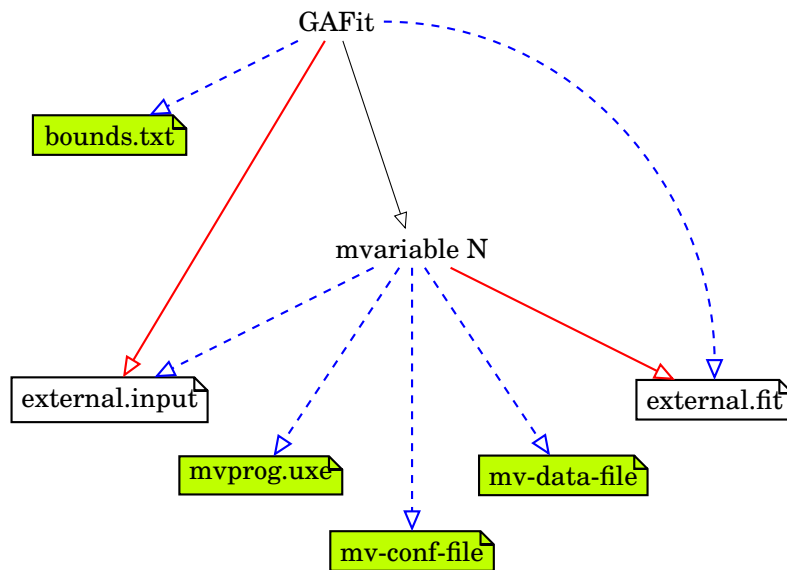 GAFit
bounds.txt
mvariable N
external.input
external.fit
mvprog.uxe
mv-data-file
mv-conf-file